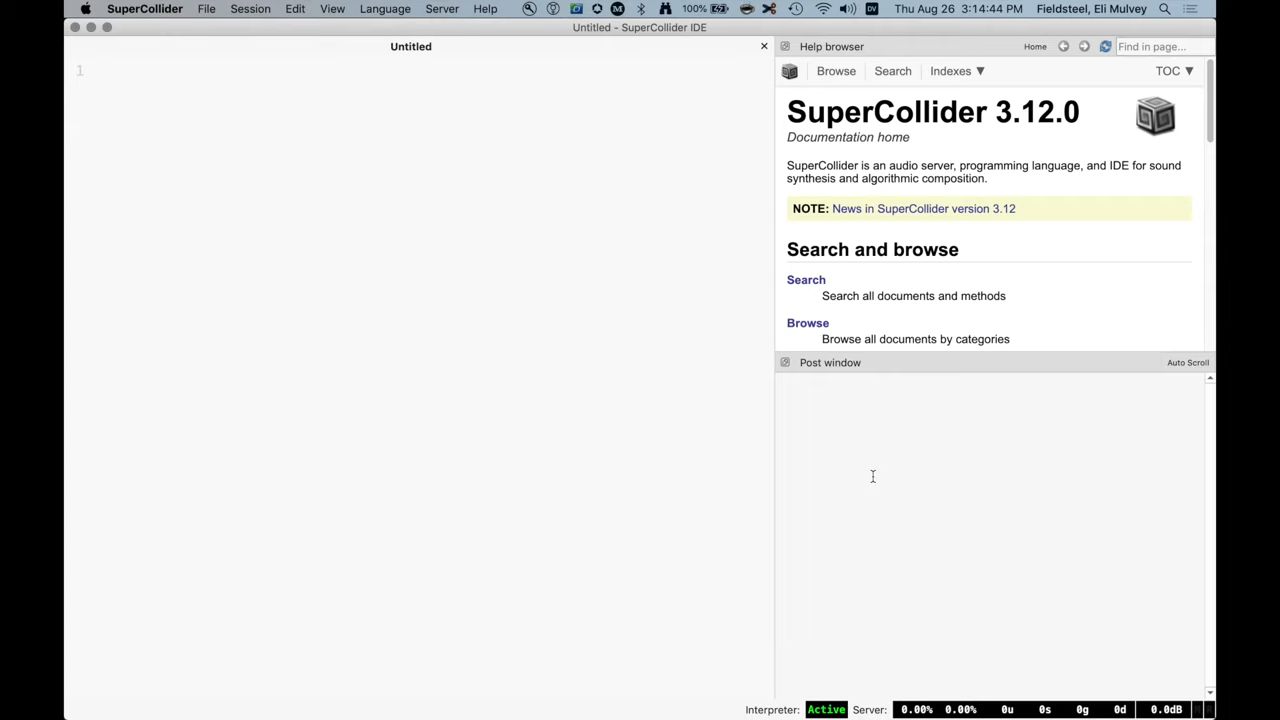 SuperCollider File Session Edit View Language Server Help 100% Thu Aug 26 3:14:44 PM Fieldsteel, Eli Mulvey
Untitled - SuperCollider IDE
Untitled
Help browser Home Find in page...
1
Browse Search Indexes ▼ TOC ▼
SuperCollider 3.12.0
Documentation home
SuperCollider is an audio server, programming language, and IDE for sound
synthesis and algorithmic composition.
NOTE: News in SuperCollider version 3.12
Search and browse
Search
Search all documents and methods
Browse
Browse all documents by categories
Post window Auto Scroll
Interpreter: Active Server: 0.00% 0.00% 0u 0s 0g 0d 0.0dB